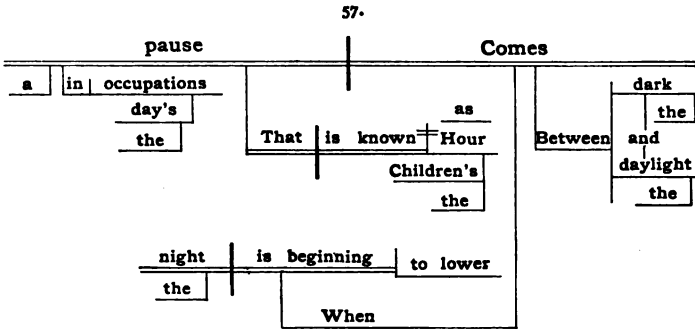 57.
pause Comes
a in occupations dark
day's as the
the That is known Hour Between and
Children's daylight
the the
night is beginning to lower
the
When